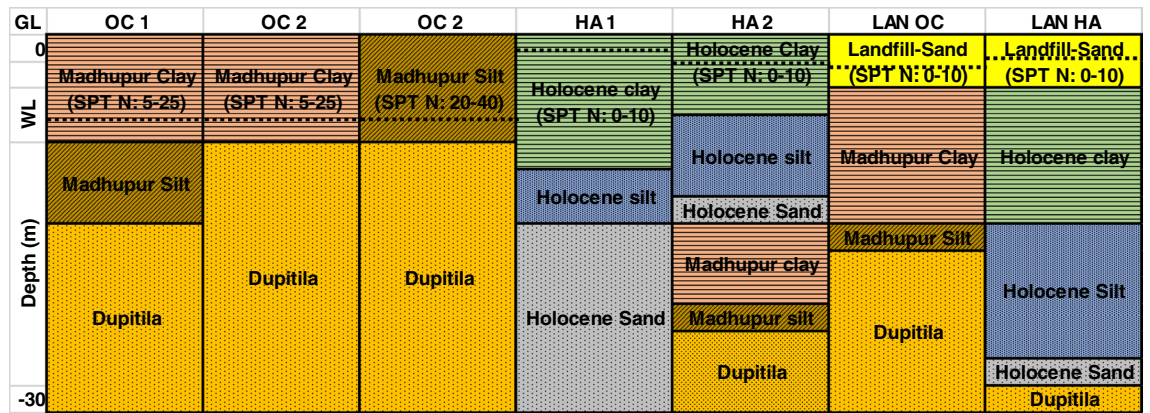 GL OC 1 OC 2 OC 2 HA 1 HA 2 LAN OC LAN HA
0
WL
Depth (m)
-30
Madhupur Clay
(SPT N: 5-25)
Madhupur Silt
Dupitila
Madhupur Clay
(SPT N: 5-25)
Dupitila
Madhupur Silt
(SPT N: 20-40)
Dupitila
Holocene clay
(SPT N: 0-10)
Holocene silt
Holocene Sand
Holocene Clay
(SPT N: 0-10)
Holocene silt
Holocene Sand
Madhupur clay
Madhupur silt
Dupitila
Landfill-Sand
(SPT N: 0-10)
Madhupur Clay
Madhupur Silt
Dupitila
Landfill-Sand
(SPT N: 0-10)
Holocene clay
Holocene Silt
Holocene Sand
Dupitila